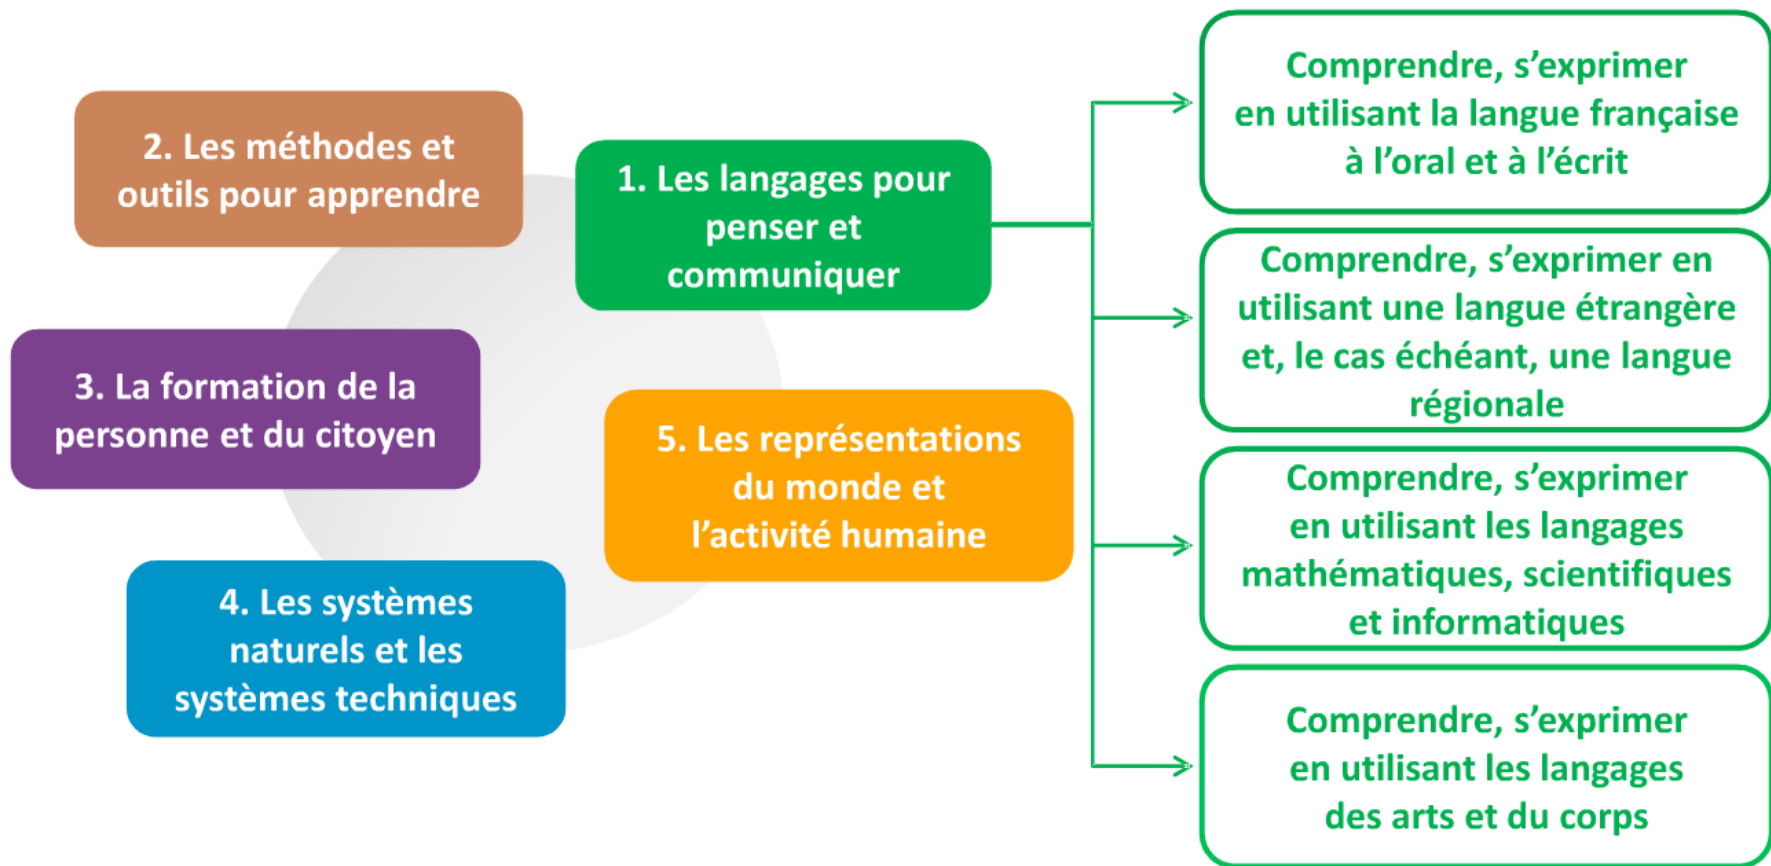 2. Les méthodes et
outils pour apprendre
1. Les langages pour
penser et
communiquer
3. La formation de la
personne et du citoyen
5. Les représentations
du monde et
l’activité humaine
4. Les systèmes
naturels et les
systèmes techniques
Comprendre, s’exprimer
en utilisant la langue française
à l’oral et à l’écrit
Comprendre, s’exprimer en
utilisant une langue étrangère
et, le cas échéant, une langue
régionale
Comprendre, s’exprimer
en utilisant les langages
mathématiques, scientifiques
et informatiques
Comprendre, s’exprimer
en utilisant les langages
des arts et du corps